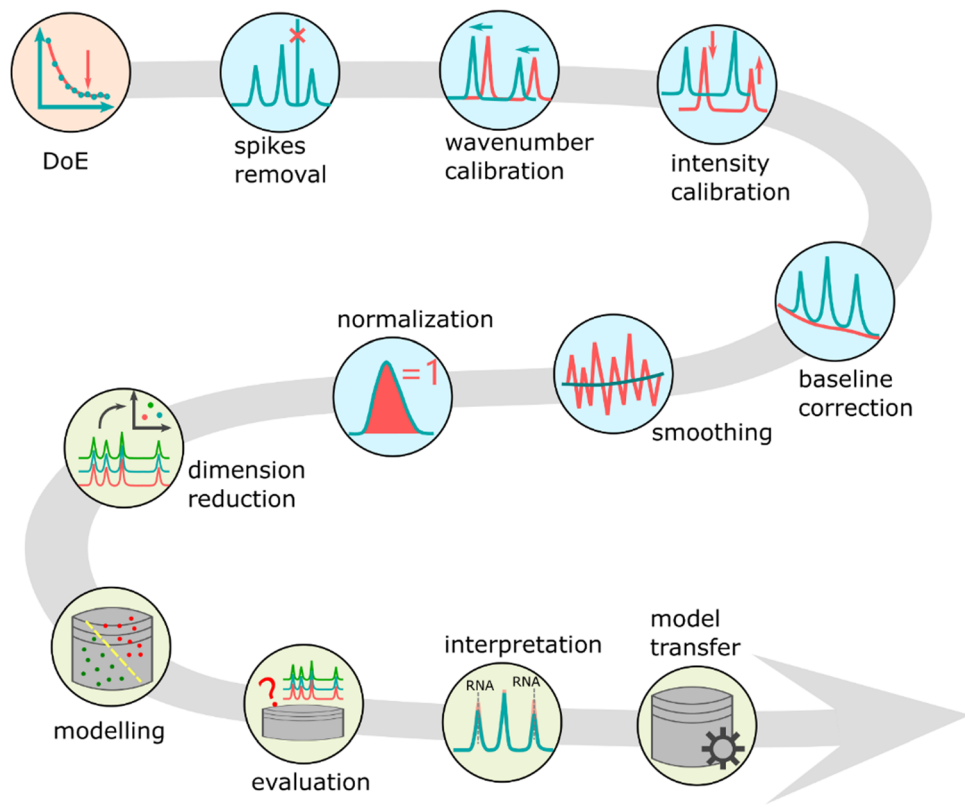 DoE
spikes
removal
wavenumber
calibration
intensity
calibration
baseline
correction
smoothing
normalization
=1
dimension
reduction
modelling
?
evaluation
interpretation
RNA
RNA
model
transfer